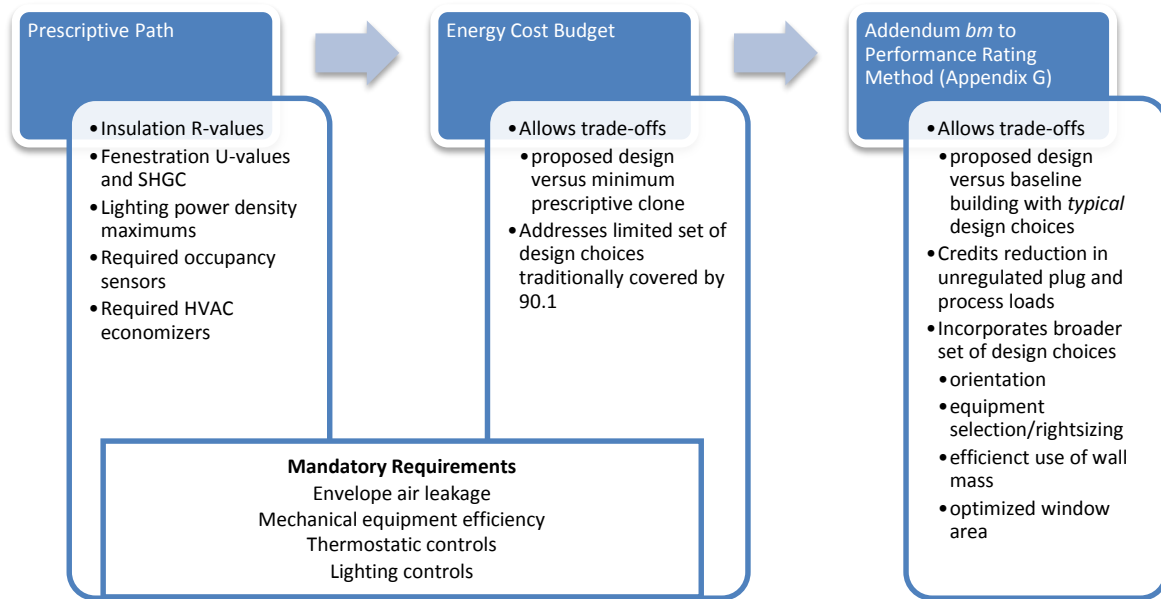 Prescriptive Path
•Insulation R-values
•Fenestration U-values
and SHGC
•Lighting power density
maximums
•Required occupancy
sensors
•Required HVAC
economizers
Energy Cost Budget
•Allows trade-offs
•proposed design
versus minimum
prescriptive clone
•Addresses limited set of
design choices
traditionally covered by
90.1
Addendum bm to
Performance Rating
Method (Appendix G)
•Allows trade-offs
•proposed design
versus baseline
building with typical
design choices
•Credits reduction in
unregulated plug and
process loads
•Incorporates broader
set of design choices
•orientation
•equipment
selection/rightsizing
•efficienct use of wall
mass
•optimized window
area
Mandatory Requirements
Envelope air leakage
Mechanical equipment efficiency
Thermostatic controls
Lighting controls